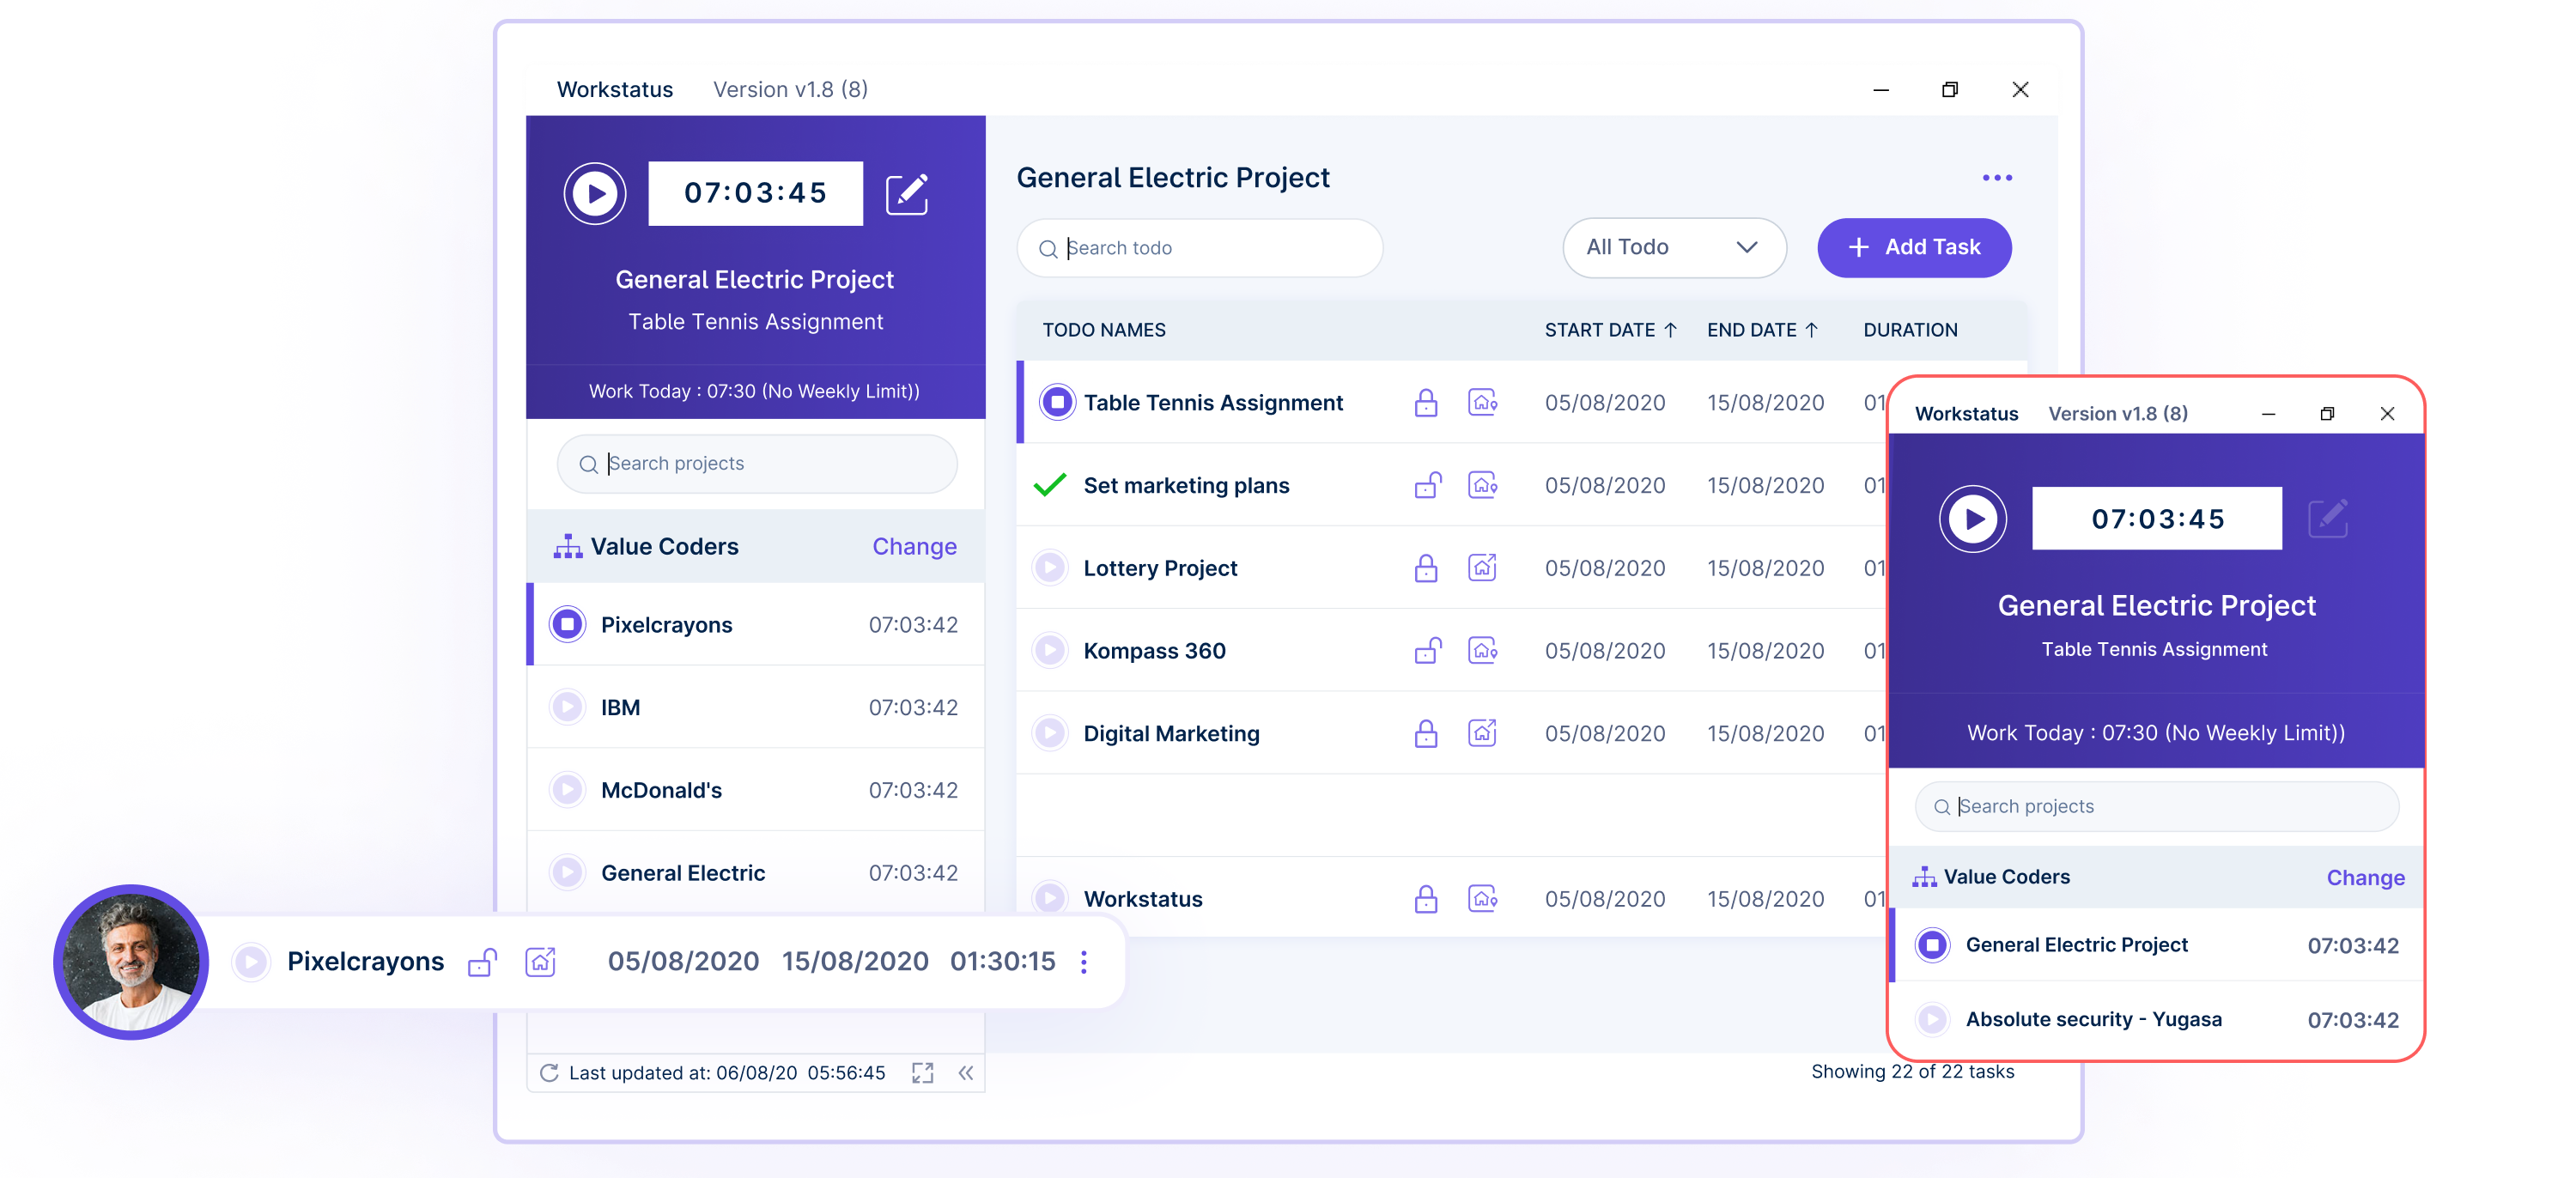 Workstatus Version v1.8 (8)
07:03:45
General Electric Project
Table Tennis Assignment
Work Today : 07:30 (No Weekly Limit))
Search projects
Value Coders Change
Pixelcrayons 07:03:42
IBM 07:03:42
McDonald's 07:03:42
General Electric 07:03:42
Last updated at: 06/08/20 05:56:45
General Electric Project
Search todo
All Todo
+ Add Task
TODO NAMES START DATE ↑ END DATE ↑ DURATION
Table Tennis Assignment 05/08/2020 15/08/2020 01
Set marketing plans 05/08/2020 15/08/2020 01
Lottery Project 05/08/2020 15/08/2020 01
Kompass 360 05/08/2020 15/08/2020 01
Digital Marketing 05/08/2020 15/08/2020 01
Workstatus 05/08/2020 15/08/2020 01
Showing 22 of 22 tasks
Pixelcrayons 05/08/2020 15/08/2020 01:30:15
Workstatus Version v1.8 (8)
07:03:45
General Electric Project
Table Tennis Assignment
Work Today : 07:30 (No Weekly Limit))
Search projects
Value Coders Change
General Electric Project 07:03:42
Absolute security - Yugasa 07:03:42